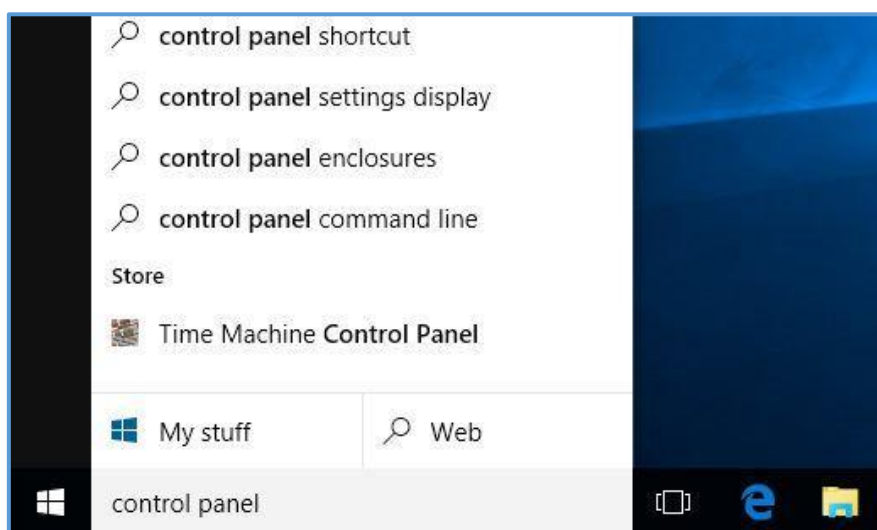 control panel shortcut
control panel settings display
control panel enclosures
control panel command line
Store
Time Machine Control Panel
My stuff
Web
control panel